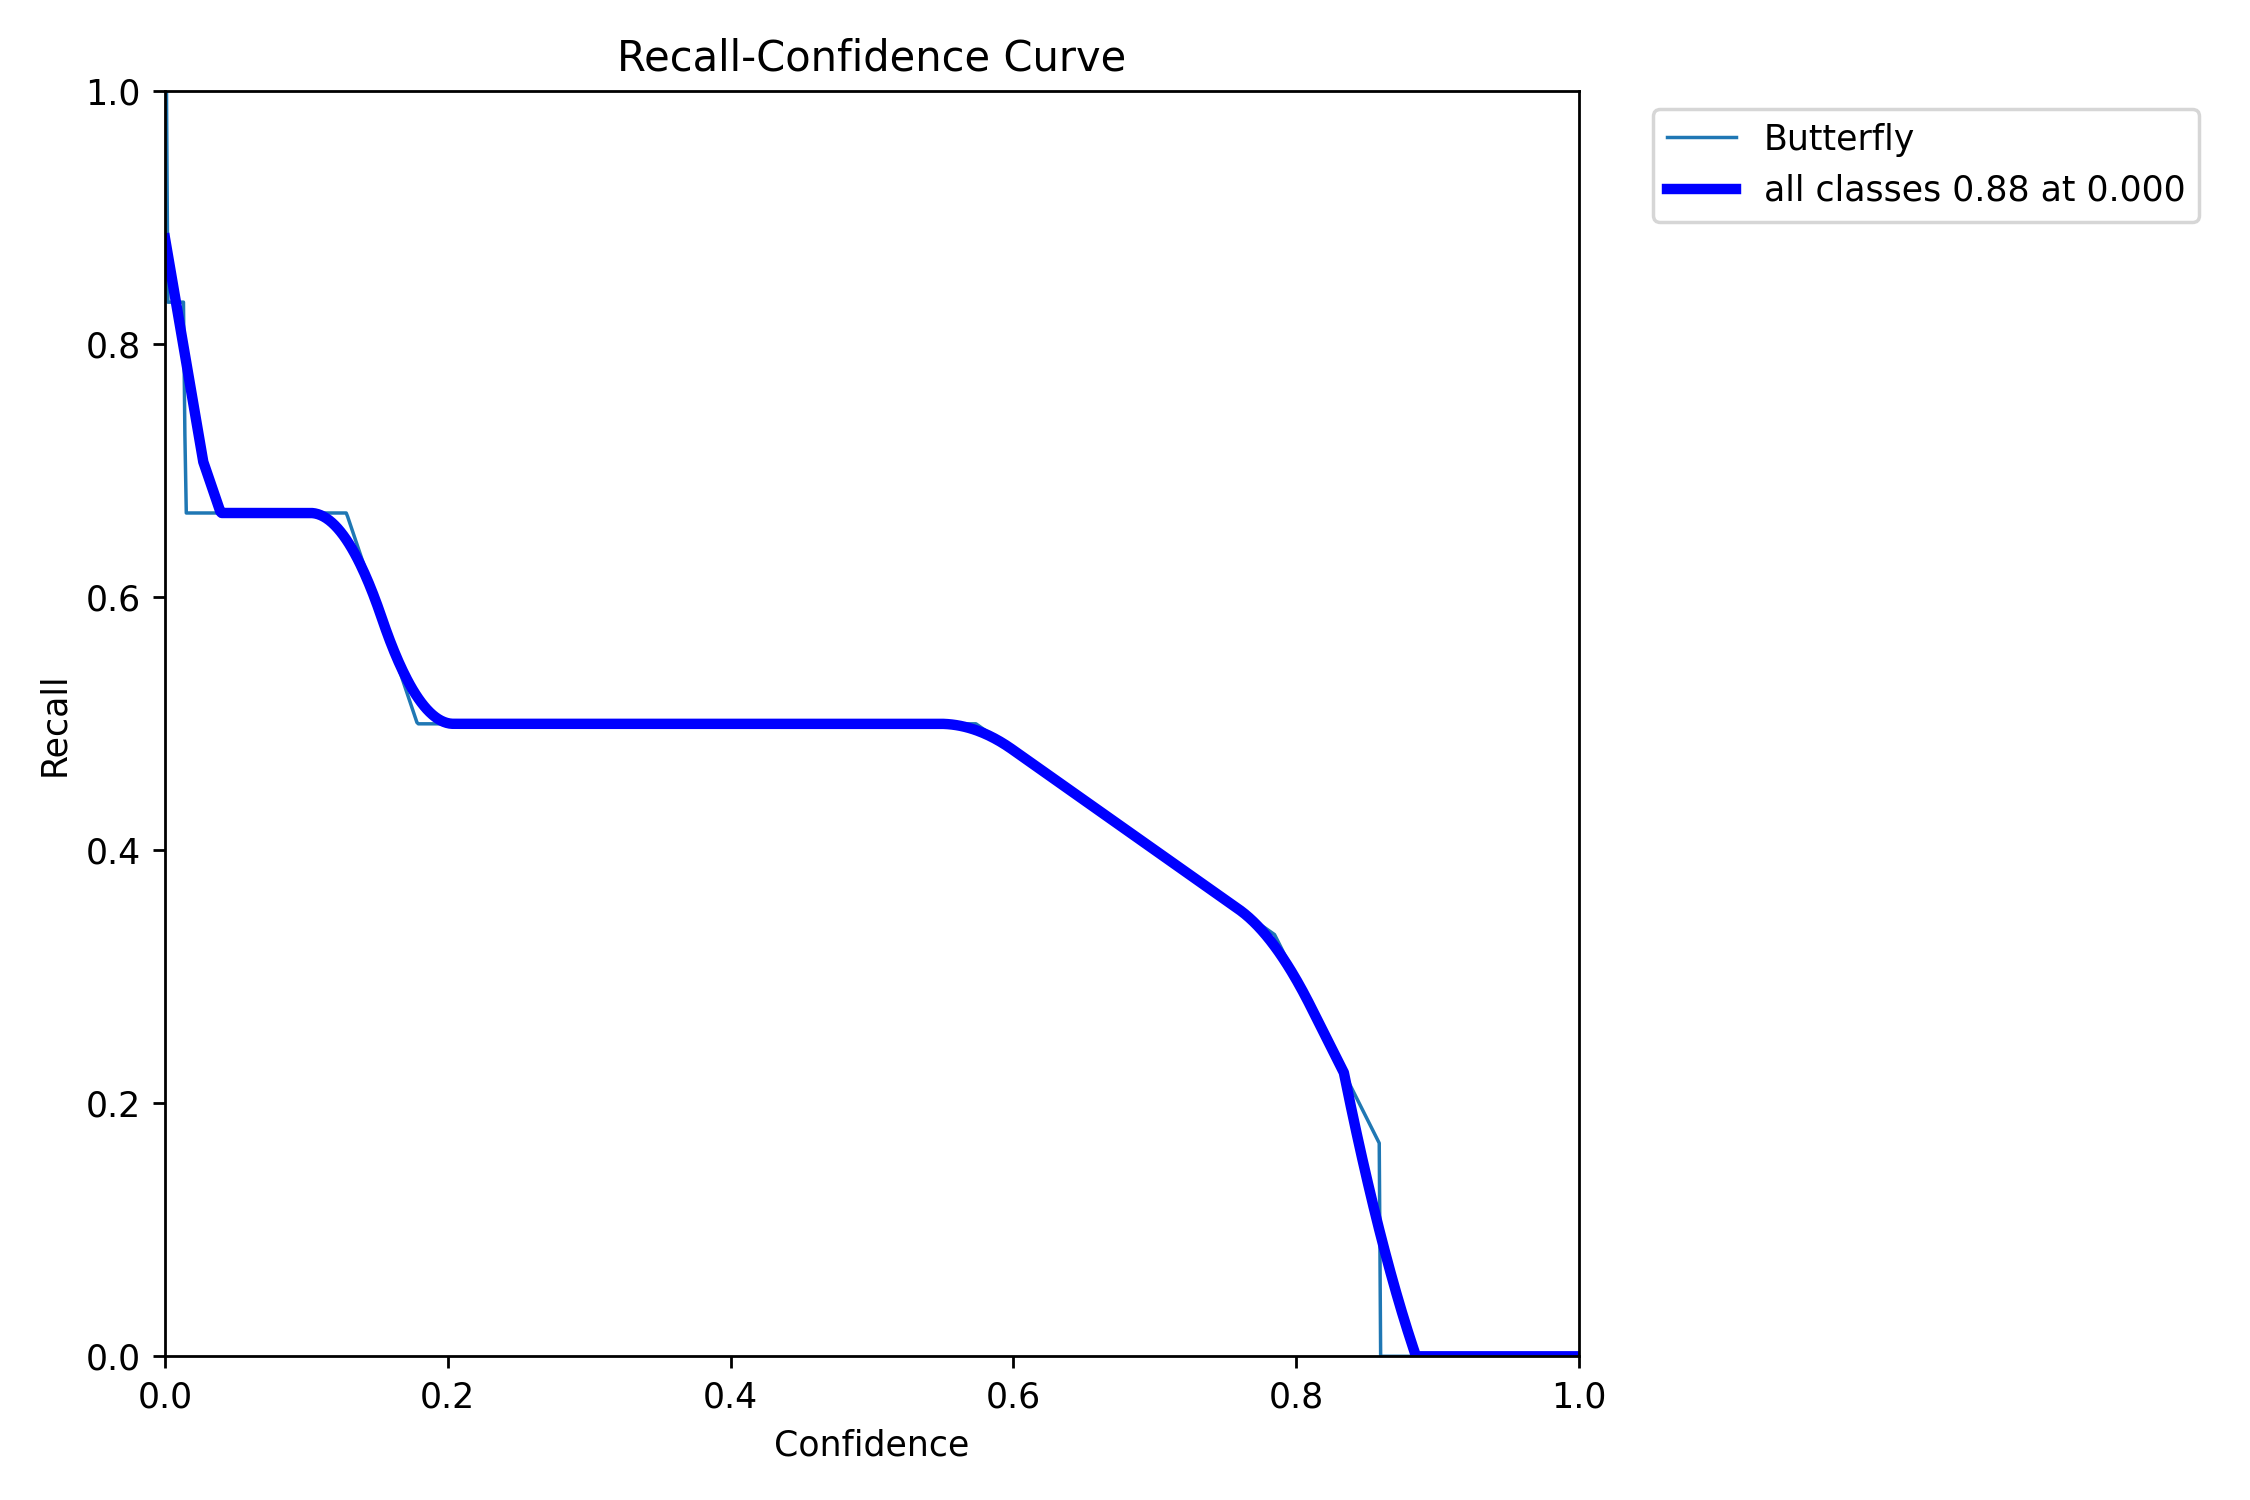 Recall-Confidence Curve
1.0
0.8
0.6
0.4
0.2
0.0
Recall
0.0 0.2 0.4 0.6 0.8 1.0
Confidence
Butterfly
all classes 0.88 at 0.000